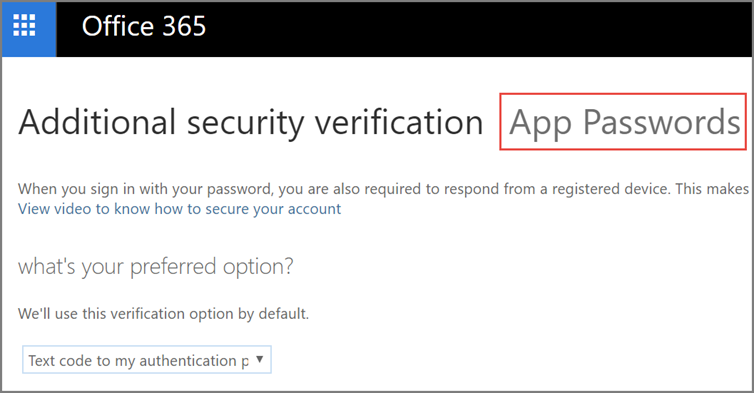 Office 365
Additional security verification App Passwords
When you sign in with your password, you are also required to respond from a registered device. This makes
View video to know how to secure your account
what's your preferred option?
We'll use this verification option by default.
Text code to my authentication p